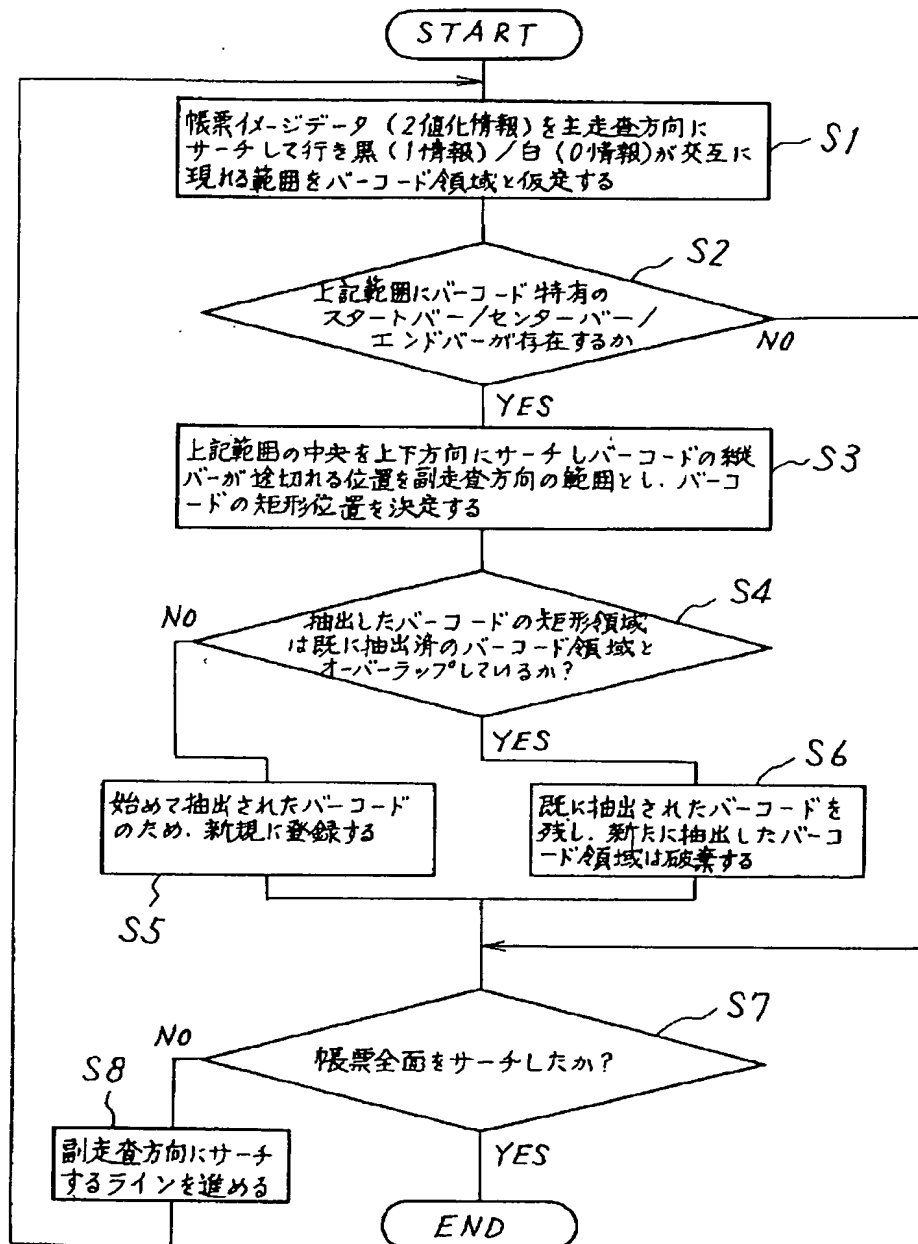 START
帳票イメージデータ (2値化情報) を主走査方向に
サーチして行き黒 (1情報) /白 (0情報) が交互に
現れる範囲をバーコード領域と仮定する
S1
S2
上記範囲にバーコード特有の
スタートバー/センターバー/
エンドバーが存在するか
NO
YES
上記範囲の中央を上下方向にサーチしバーコードの縦
バーが途切れる位置を副走査方向の範囲とし、バーコ
ードの矩形位置を決定する
S3
S4
NO
抽出したバーコードの矩形領域
は既に抽出済のバーコード領域と
オーバーラップしているか?
YES
S6
始めて抽出されたバーコード
のため、新規に登録する
S5
既に抽出されたバーコードを
残し、新たに抽出したバーコ
ード領域は破棄する
S7
NO
帳票全面をサーチしたか?
S8
副走査方向にサーチ
するラインを進める
YES
END